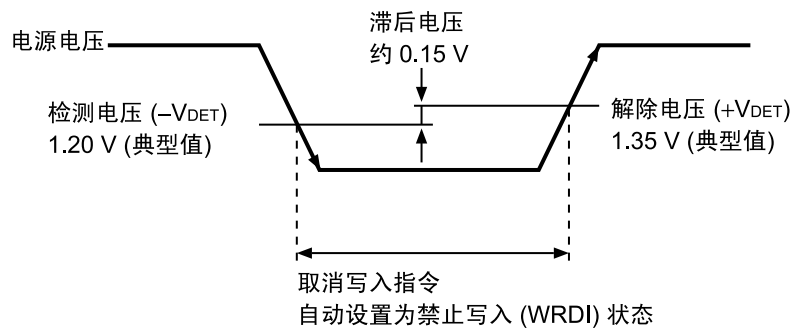 滞后电压
约 0.15 V
电源电压
检测电压 (–VDET)
1.20 V (典型值)
解除电压 (+VDET)
1.35 V (典型值)
取消写入指令
自动设置为禁止写入 (WRDI) 状态